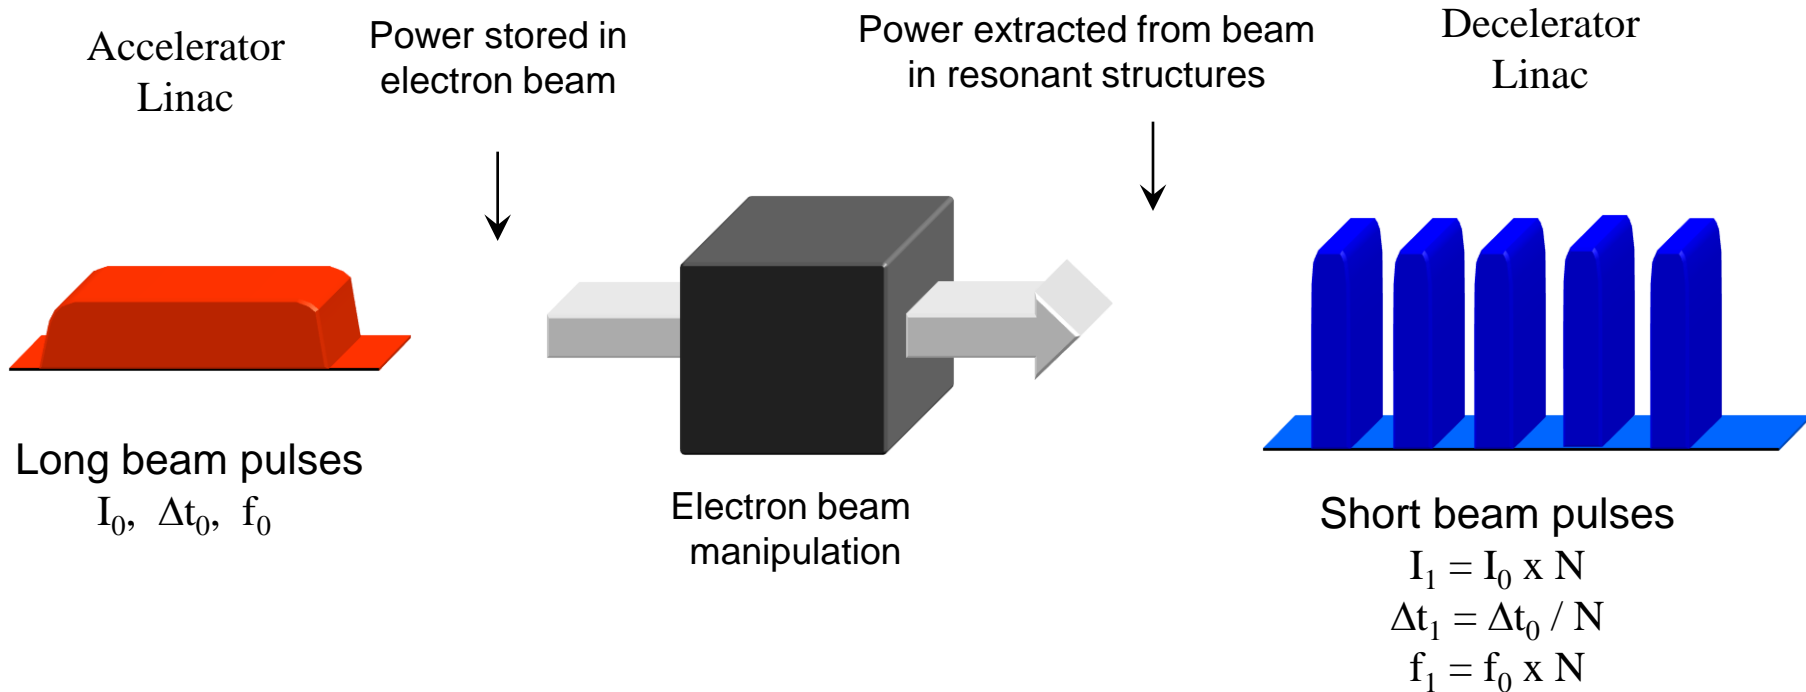 Accelerator
Linac
Power stored in
electron beam
Power extracted from beam
in resonant structures
Decelerator
Linac
Long beam pulses
I₀, Δt₀, f₀
Electron beam
manipulation
Short beam pulses
I₁ = I₀ x N
Δt₁ = Δt₀ / N
f₁ = f₀ x N